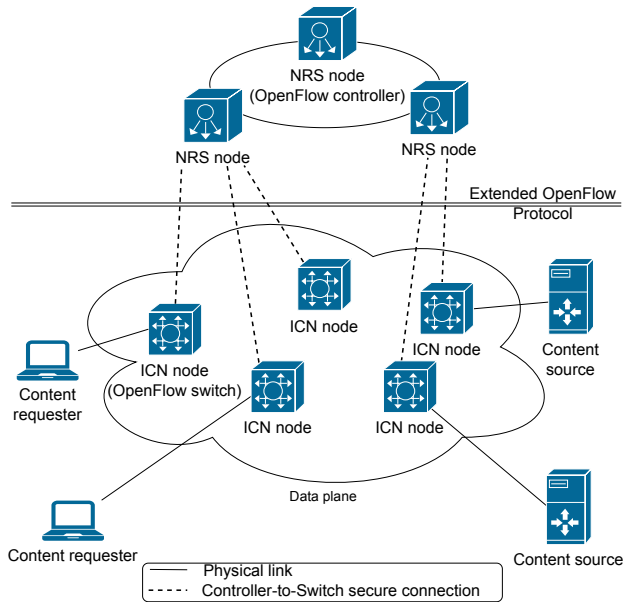 NRS node
(OpenFlow controller)
NRS node
NRS node
Extended OpenFlow
Protocol
ICN node
ICN node
(OpenFlow switch)
ICN node
Content
source
Content
requester
ICN node
ICN node
Data plane
Content requester
Content source
Physical link
Controller-to-Switch secure connection